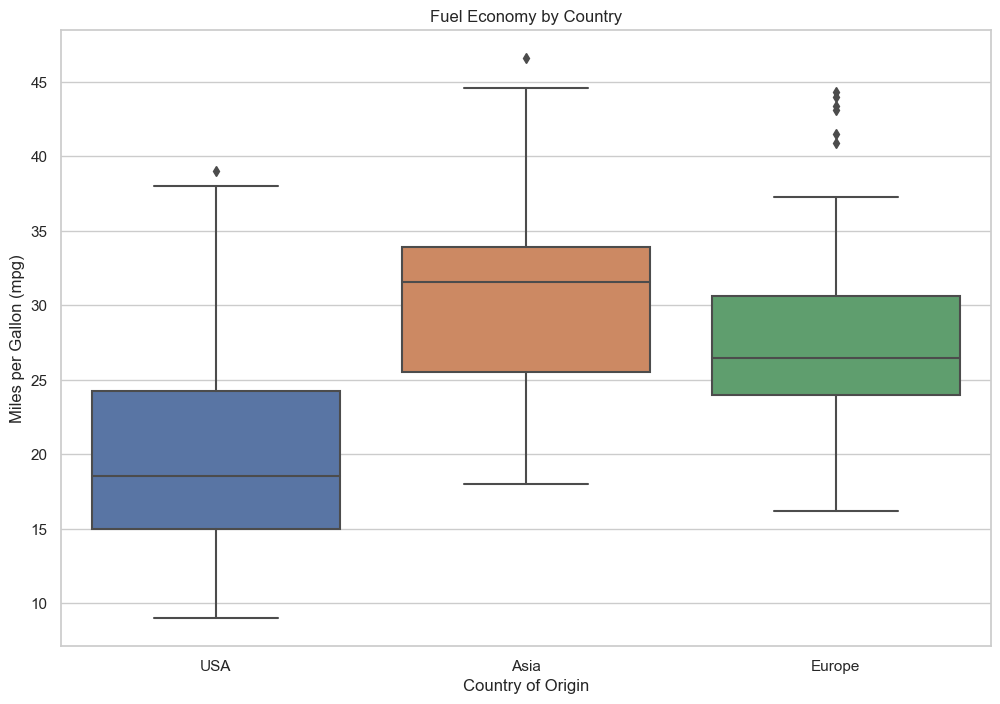 Fuel Economy by Country
Miles per Gallon (mpg)
45
40
35
30
25
20
15
10
USA
Asia
Europe
Country of Origin